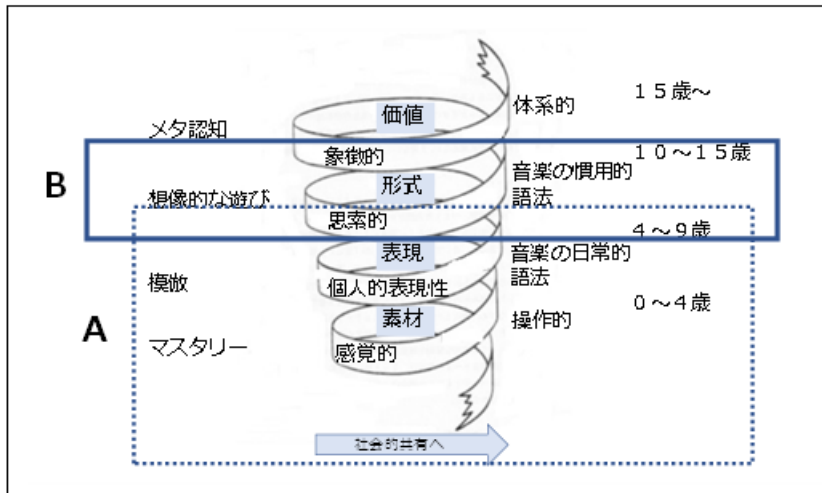 価値
体系的
15歳～
メタ認知
象徴的
10～15歳
B
形式
音楽の慣用的
語法
想像的な遊び
思索的
4～9歳
表現
音楽の日常的
語法
模倣
個人的表現性
0～4歳
A
素材
操作的
マスタリー
感覚的
社会的共有へ